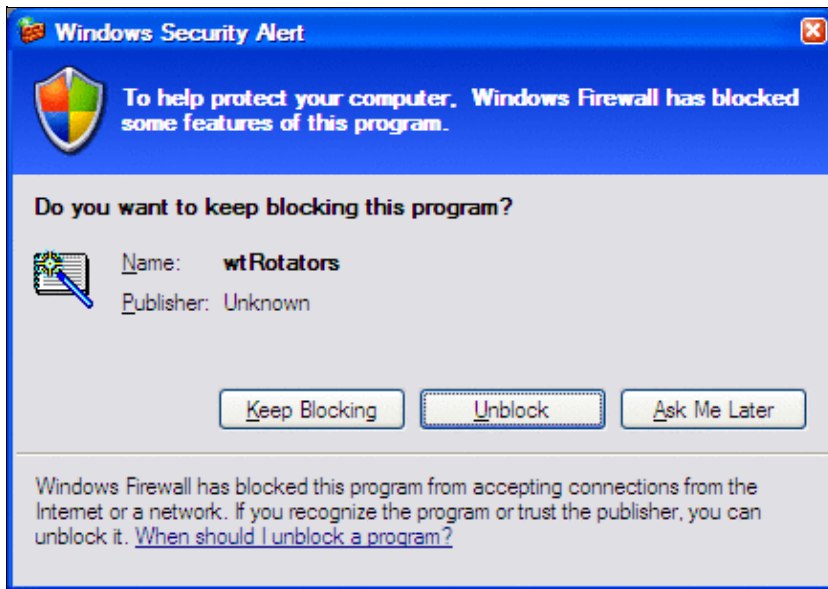 Windows Security Alert
To help protect your computer, Windows Firewall has blocked
some features of this program.
Do you want to keep blocking this program?
Name: wtRotators
Publisher: Unknown
Keep Blocking Unblock Ask Me Later
Windows Firewall has blocked this program from accepting connections from the
Internet or a network. If you recognize the program or trust the publisher, you can
unblock it. When should I unblock a program?